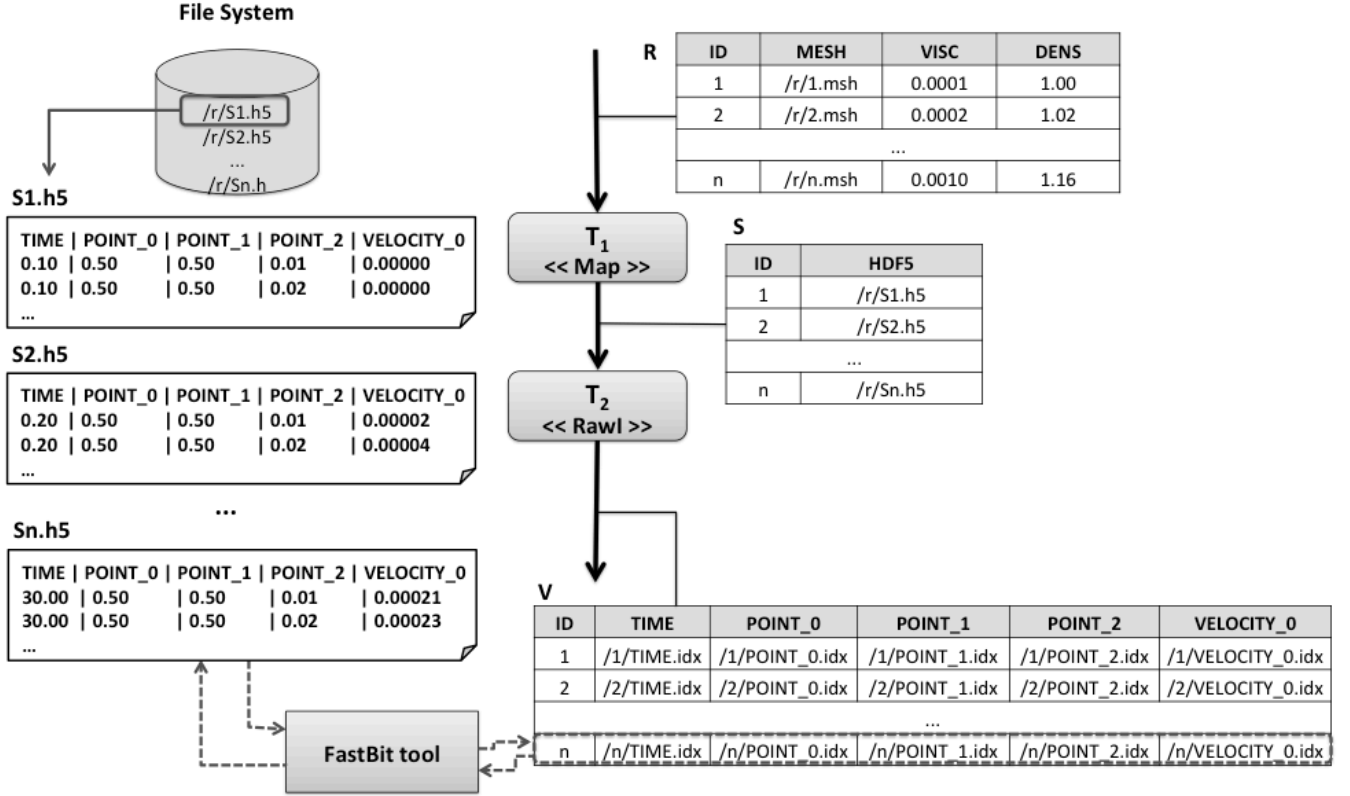 File System
/r/S1.h5
/r/S2.h5
...
/r/Sn.h
S1.h5
TIME | POINT_0 | POINT_1 | POINT_2 | VELOCITY_0
0.10 | 0.50 | 0.50 | 0.01 | 0.00000
0.10 | 0.50 | 0.50 | 0.02 | 0.00000
...
S2.h5
TIME | POINT_0 | POINT_1 | POINT_2 | VELOCITY_0
0.20 | 0.50 | 0.50 | 0.01 | 0.00002
0.20 | 0.50 | 0.50 | 0.02 | 0.00004
...
...
Sn.h5
TIME | POINT_0 | POINT_1 | POINT_2 | VELOCITY_0
30.00 | 0.50 | 0.50 | 0.01 | 0.00021
30.00 | 0.50 | 0.50 | 0.02 | 0.00023
...
FastBit tool
R
ID MESH VISC DENS
1 /r/1.msh 0.0001 1.00
2 /r/2.msh 0.0002 1.02
...
n /r/n.msh 0.0010 1.16
T1
<< Map >>
S
ID HDF5
1 /r/S1.h5
2 /r/S2.h5
...
n /r/Sn.h5
T2
<< RawI >>
V
ID TIME POINT_0 POINT_1 POINT_2 VELOCITY_0
1 /1/TIME.idx /1/POINT_0.idx /1/POINT_1.idx /1/POINT_2.idx /1/VELOCITY_0.idx
2 /2/TIME.idx /2/POINT_0.idx /2/POINT_1.idx /2/POINT_2.idx /2/VELOCITY_0.idx
...
n /n/TIME.idx /n/POINT_0.idx /n/POINT_1.idx /n/POINT_2.idx /n/VELOCITY_0.idx